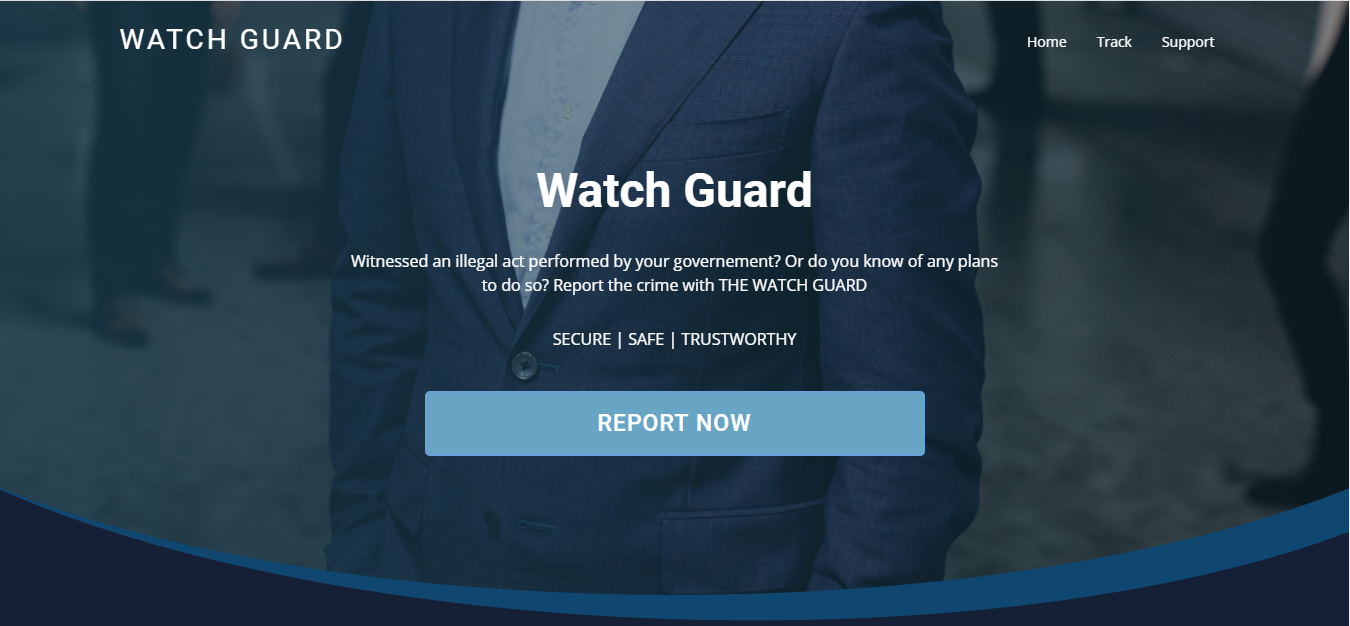 WATCH GUARD
Home Track Support
Watch Guard
Witnessed an illegal act performed by your governement? Or do you know of any plans
to do so? Report the crime with THE WATCH GUARD
SECURE | SAFE | TRUSTWORTHY
REPORT NOW